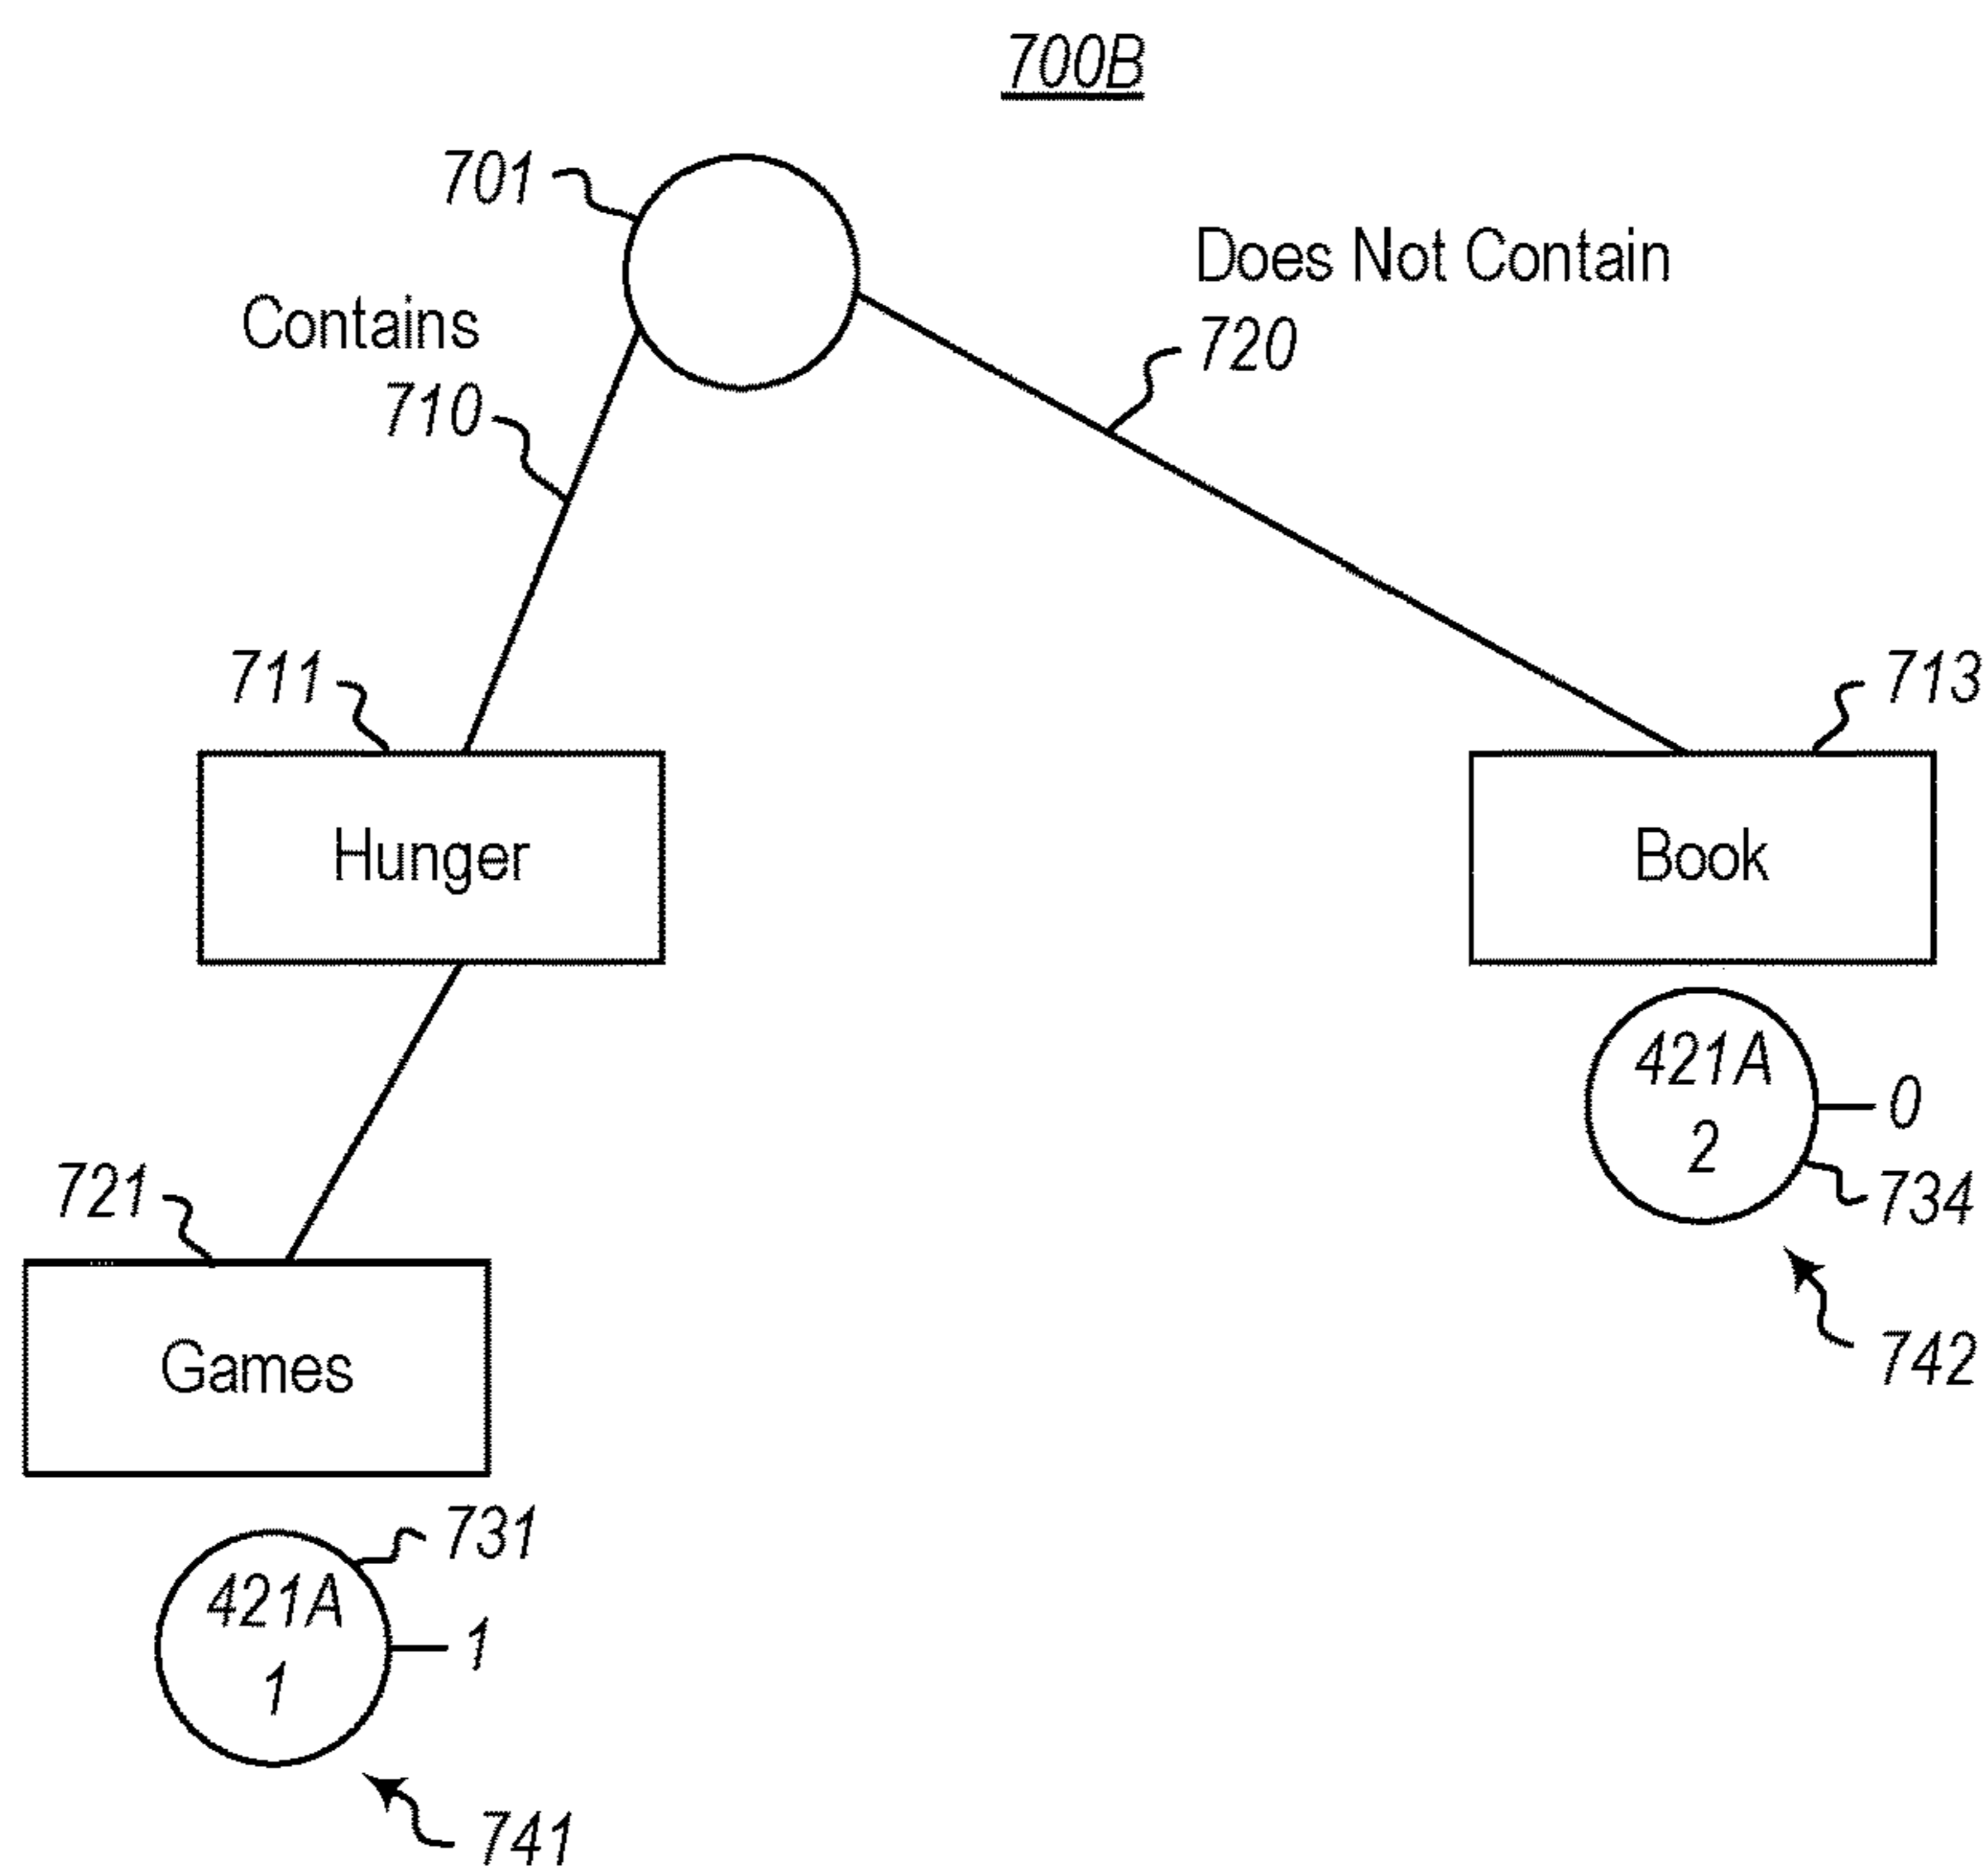 700B
701
Does Not Contain
720
Contains
710
711
713
Hunger
Book
421A
2
0
734
742
721
Games
731
421A
1
1
741